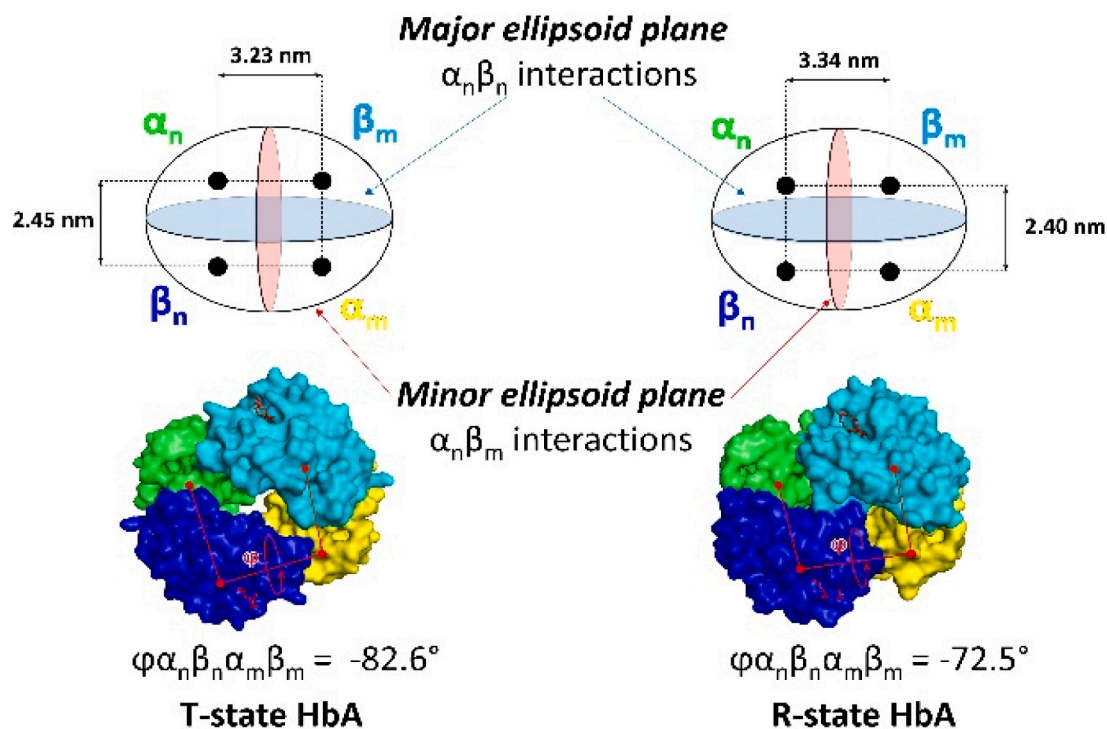 Major ellipsoid plane
αₙβₙ interactions
3.23 nm
αₙ
βₘ
2.45 nm
βₙ
αₘ
3.34 nm
αₙ
βₘ
2.40 nm
βₙ
αₘ
Minor ellipsoid plane
αₙβₘ interactions
φ
φ
φαₙβₙαₘβₘ = -82.6°
T-state HbA
φαₙβₙαₘβₘ = -72.5°
R-state HbA